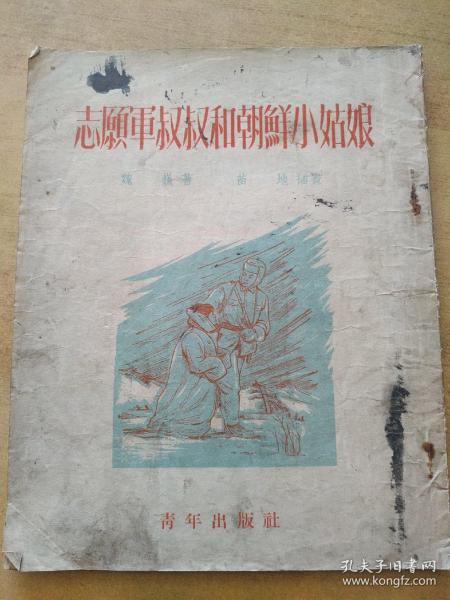 志願軍叔叔和朝鮮小姑娘
魏巍著 苗地插畫
青年出版社
孔夫子旧书网
www.kongfz.com